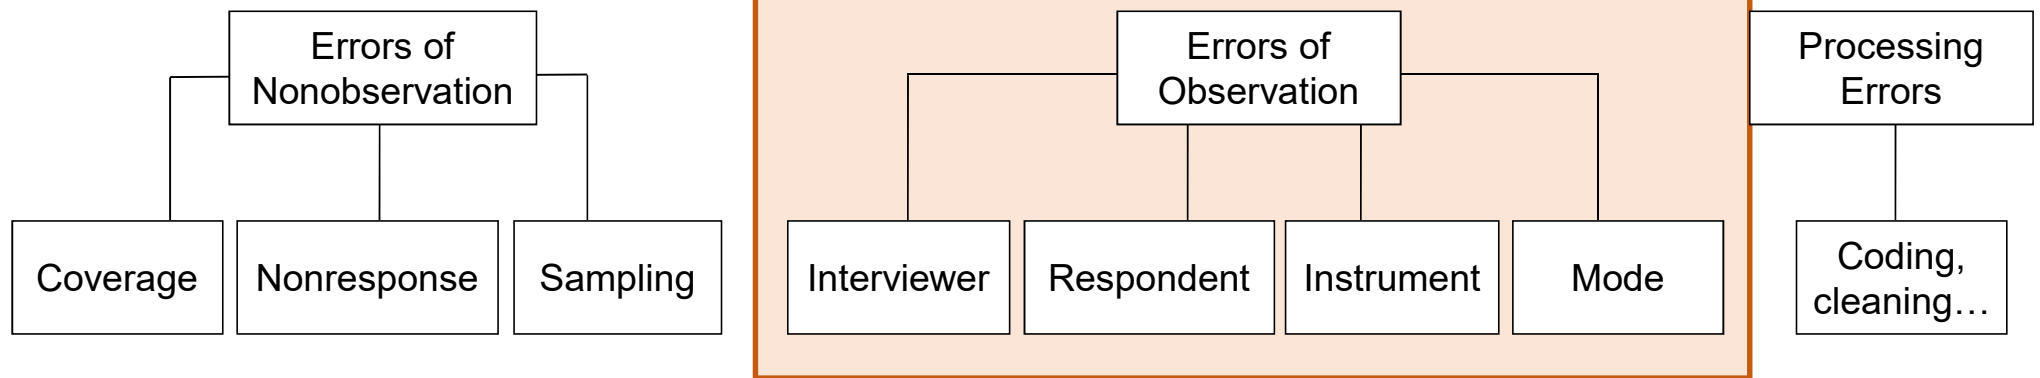 Errors of
Nonobservation
Errors of
Observation
Processing
Errors
Coverage
Nonresponse
Sampling
Interviewer
Respondent
Instrument
Mode
Coding,
cleaning…